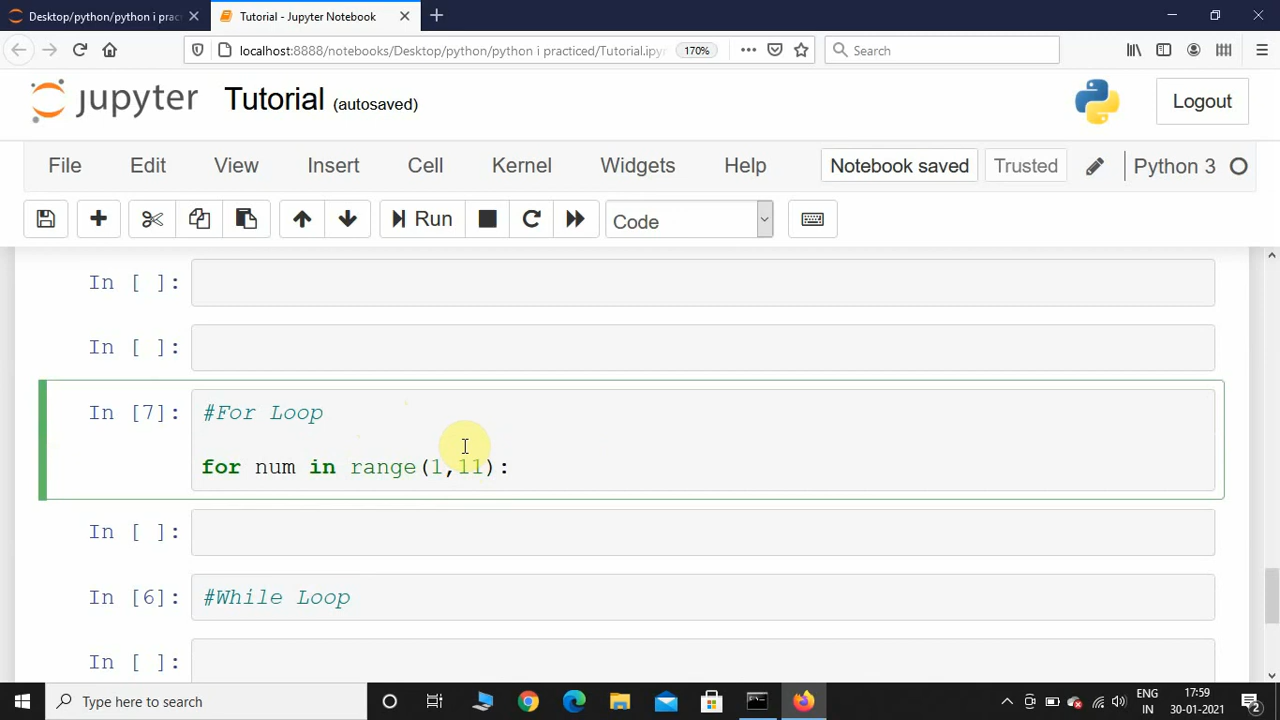 Desktop/python/python i prac
Tutorial - Jupyter Notebook
localhost:8888/notebooks/Desktop/python/python i practiced/Tutorial.ipyn
170%
Search
jupyter Tutorial (autosaved)
Logout
File Edit View Insert Cell Kernel Widgets Help
Notebook saved Trusted Python 3
Run Code
In [ ]:
In [ ]:
In [7]: #For Loop
for num in range(1,11):
In [ ]:
In [6]: #While Loop
In [ ]:
Type here to search
ENG
IN
17:59
30-01-2021
2